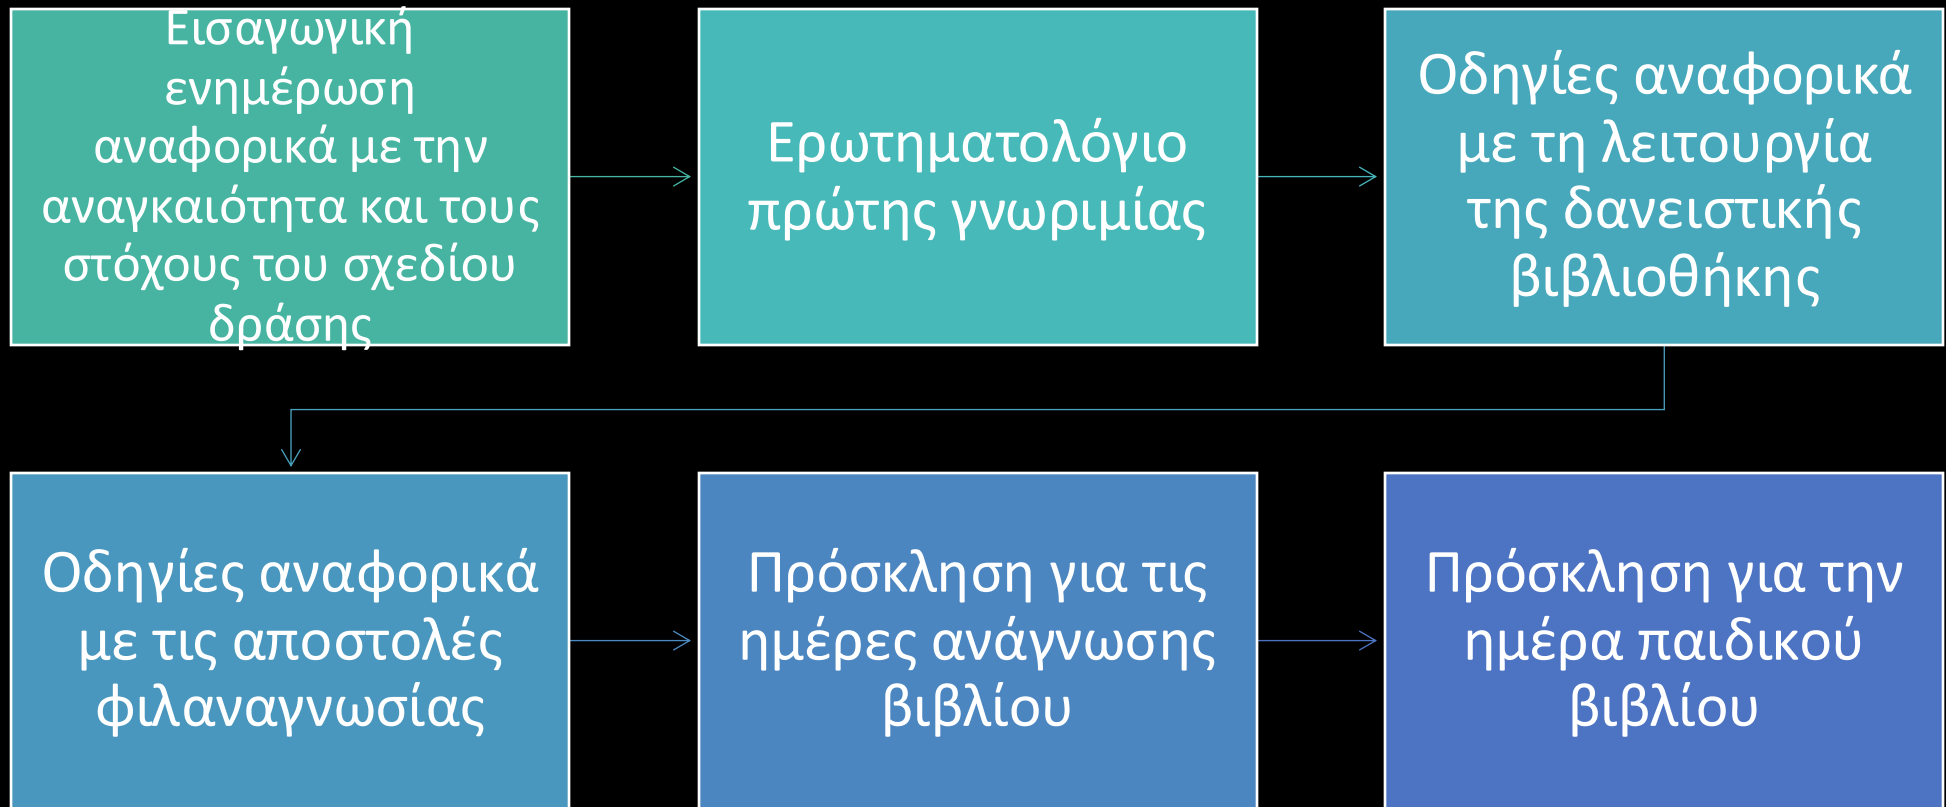 Εισαγωγική
ενημέρωση
αναφορικά με την
αναγκαιότητα και τους
στόχους του σχεδίου
δράσης
Ερωτηματολόγιο
πρώτης γνωριμίας
Οδηγίες αναφορικά
με τη λειτουργία
της δανειστικής
βιβλιοθήκης
Οδηγίες αναφορικά
με τις αποστολές
φιλαναγνωσίας
Πρόσκληση για τις
ημέρες ανάγνωσης
βιβλίου
Πρόσκληση για την
ημέρα παιδικού
βιβλίου